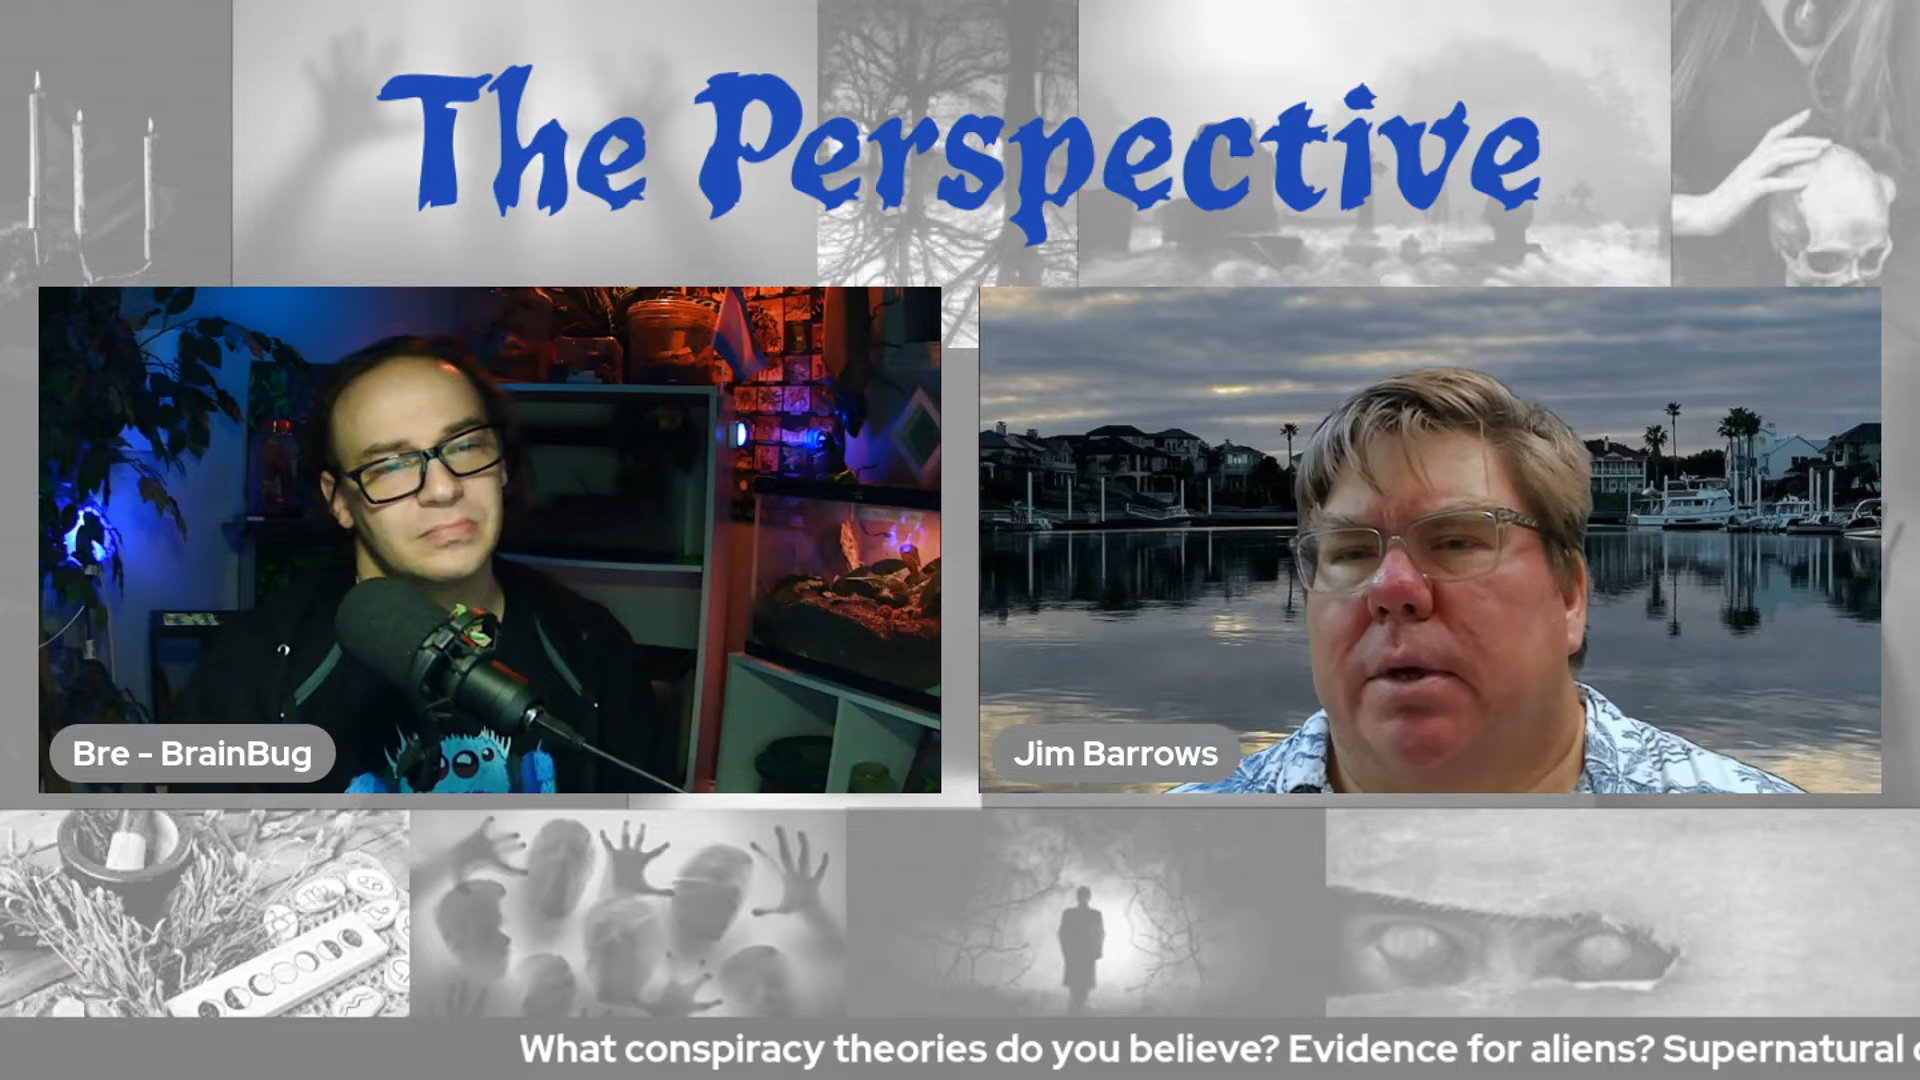 The Perspective
Bre - BrainBug
Jim Barrows
What conspiracy theories do you believe? Evidence for aliens? Supernatural